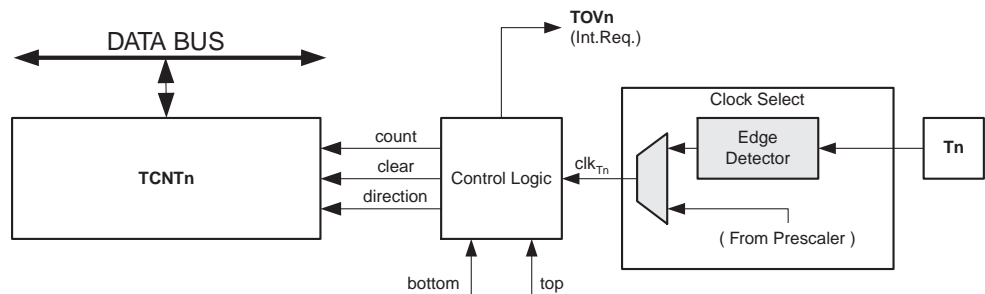 TOVn
(Int.Req.)
DATA BUS
Clock Select
TCNTn
count
clear
direction
Control Logic
clkTn
Edge
Detector
Tn
( From Prescaler )
bottom
top